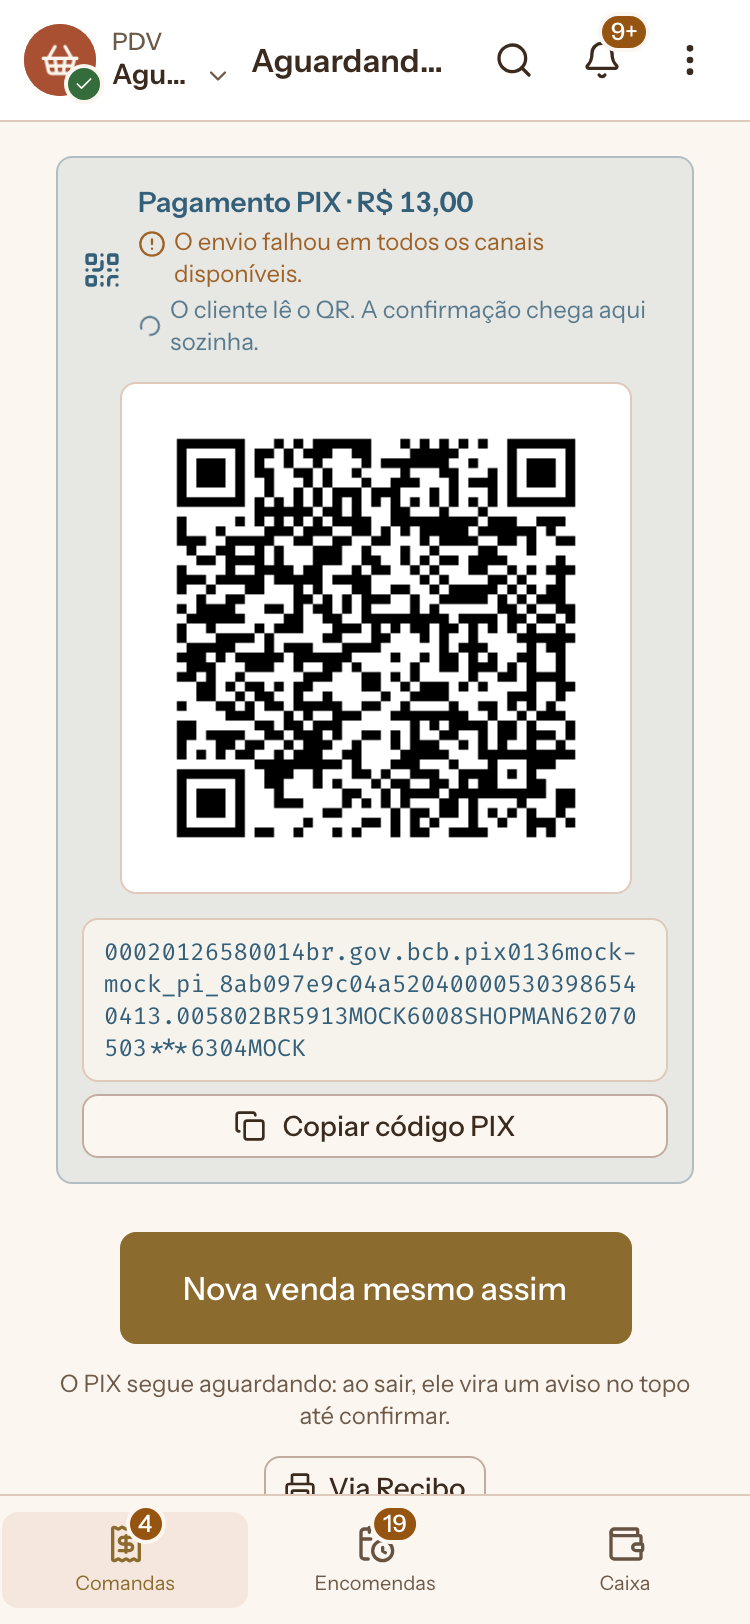 PDV
Agu...
Aguardand...
9+
Pagamento PIX · R$ 13,00
O envio falhou em todos os canais
disponíveis.
O cliente lê o QR. A confirmação chega aqui
sozinha.
00020126580014br.gov.bcb.pix0136mock-
mock_pi_8ab097e9c04a52040000530398654
0413.005802BR5913MOCK6008SHOPMAN62070
503***6304MOCK
Copiar código PIX
Nova venda mesmo assim
O PIX segue aguardando: ao sair, ele vira um aviso no topo
até confirmar.
Via Recibo
4
Comandas
19
Encomendas
Caixa